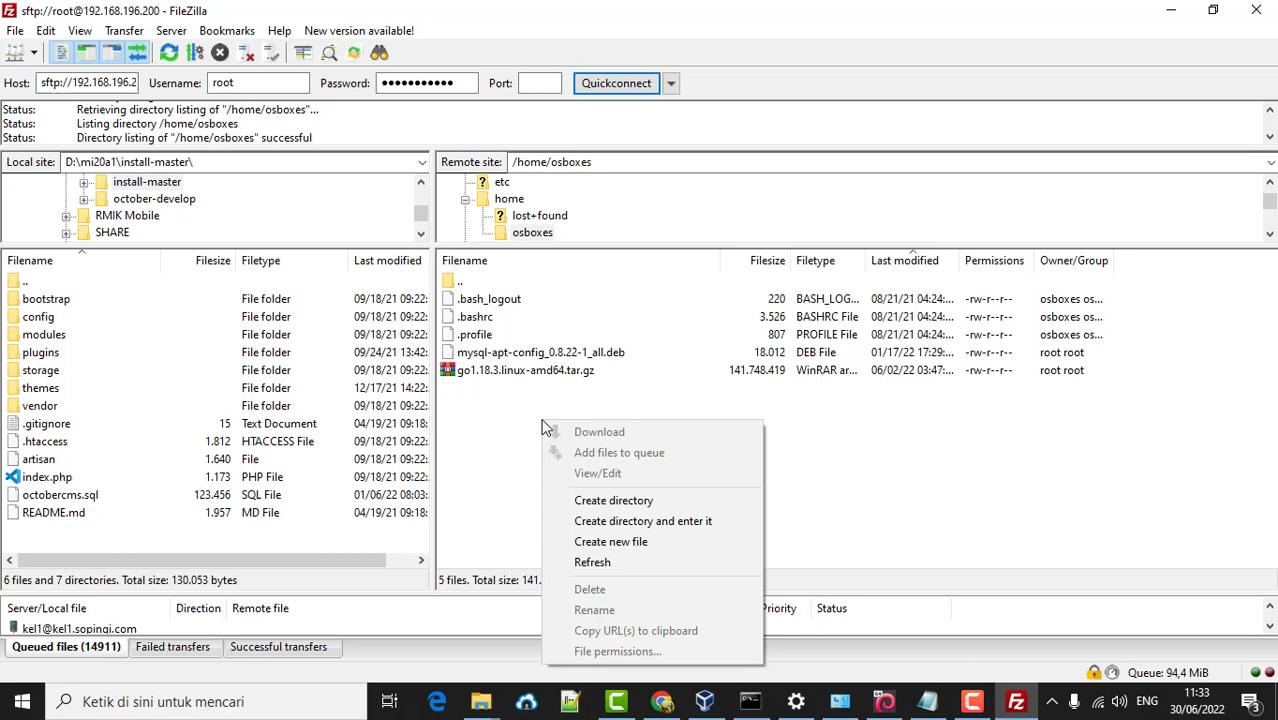 sftp://root@192.168.196.200 - FileZilla
File Edit View Transfer Server Bookmarks Help New version available!
Host: sftp://192.168.196.2 Username: root Password: ●●●●●●●●●●● Port: Quickconnect
Status: Retrieving directory listing of "/home/osboxes"...
Status: Listing directory /home/osboxes
Status: Directory listing of "/home/osboxes" successful
Local site: D:\mi20a1\install-master\
install-master
october-develop
RMIK Mobile
SHARE
Remote site: /home/osboxes
etc
home
lost+found
osboxes
Filename Filesize Filetype Last modified
..
bootstrap File folder 09/18/21 09:22:
config File folder 09/18/21 09:22:
modules File folder 09/18/21 09:22:
plugins File folder 09/24/21 13:42:
storage File folder 09/18/21 09:22:
themes File folder 12/17/21 14:22:
vendor File folder 09/18/21 09:22:
.gitignore 15 Text Document 04/19/21 09:18:
.htaccess 1.812 HTACCESS File 09/18/21 09:22:
artisan 1.640 File 04/19/21 09:18:
index.php 1.173 PHP File 09/18/21 09:22:
octobercms.sql 123.456 SQL File 01/06/22 08:03:
README.md 1.957 MD File 04/19/21 09:18:
6 files and 7 directories. Total size: 130.053 bytes
Filename Filesize Filetype Last modified Permissions Owner/Group
..
.bash_logout 220 BASH_LOG... 08/21/21 04:24:... -rw-r--r-- osboxes os...
.bashrc 3.526 BASHRC File 08/21/21 04:24:... -rw-r--r-- osboxes os...
.profile 807 PROFILE File 08/21/21 04:24:... -rw-r--r-- osboxes os...
mysql-apt-config_0.8.22-1_all.deb 18.012 DEB File 01/17/22 17:29:... -rw-r--r-- root root
go1.18.3.linux-amd64.tar.gz 141.748.419 WinRAR ar... 06/02/22 03:47:... -rw-r--r-- root root
5 files. Total size: 141.
Download
Add files to queue
View/Edit
Create directory
Create directory and enter it
Create new file
Refresh
Delete
Rename
Copy URL(s) to clipboard
File permissions...
Server/Local file Direction Remote file Priority Status
kel1@kel1.sopingi.com
Queued files (14911) Failed transfers Successful transfers
Queue: 94,4 MiB
Ketik di sini untuk mencari
ENG
11:33
30/06/2022
3